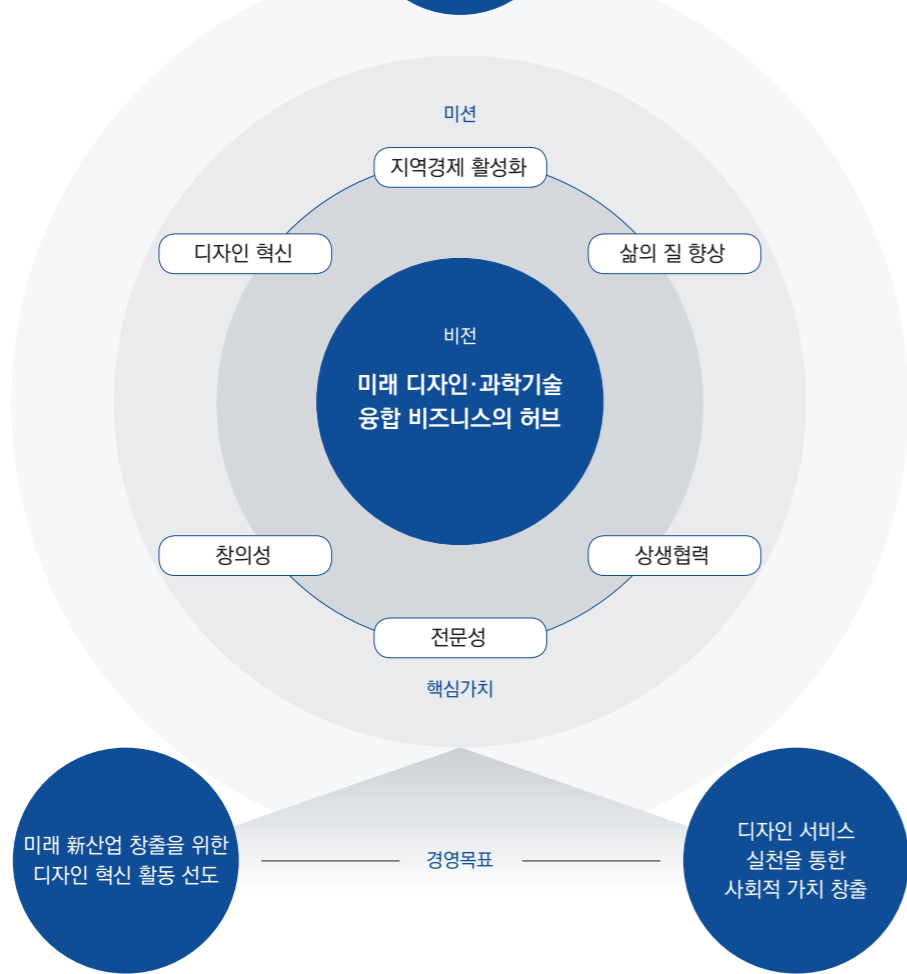 미션
지역경제 활성화
디자인 혁신
삶의 질 향상
비전
미래 디자인·과학기술
융합 비즈니스의 허브
창의성
상생협력
전문성
핵심가치
미래 新산업 창출을 위한
디자인 혁신 활동 선도
경영목표
디자인 서비스
실천을 통한
사회적 가치 창출